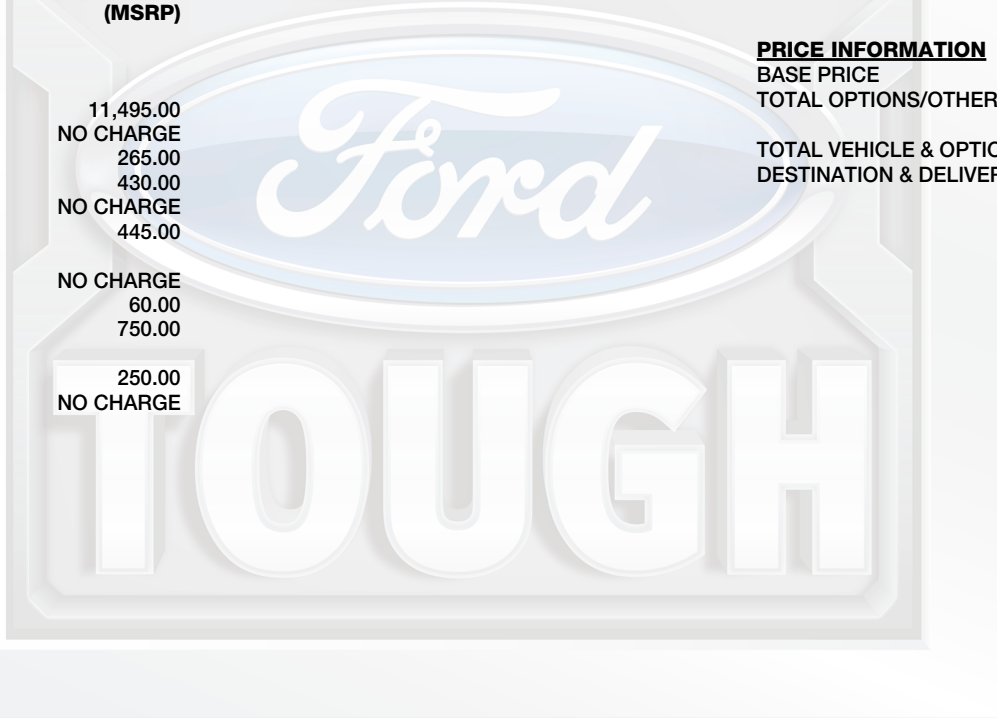 (MSRP)
11,495.00
NO CHARGE
265.00
430.00
NO CHARGE
445.00
NO CHARGE
60.00
750.00
250.00
NO CHARGE
PRICE INFORMATION
BASE PRICE
TOTAL OPTIONS/OTHER
TOTAL VEHICLE & OPTIO
DESTINATION & DELIVER
Ford
TOUGH